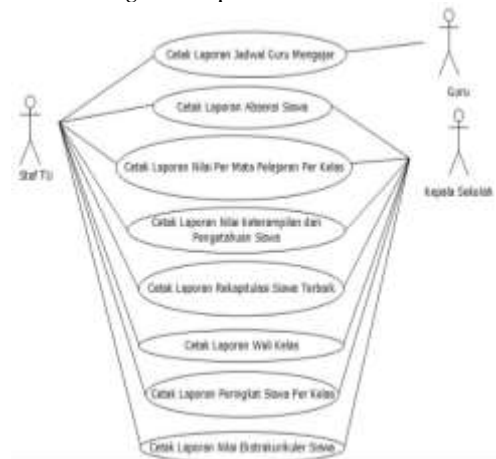 Cetak Laporan Jadwal Guru Mengajar
Guru
Cetak Laporan Absensi Siswa
Staf TU
Cetak Laporan Nilai Per Mata Pelajaran Per Kelas
Kepala Sekolah
Cetak Laporan Nilai Keterampilan dan
Pengetahuan Siswa
Cetak Laporan Rekapitulasi Siswa Terbaik
Cetak Laporan Wali Kelas
Cetak Laporan Peringkat Siswa Per Kelas
Cetak Laporan Nilai Ekstrakurikuler Siswa